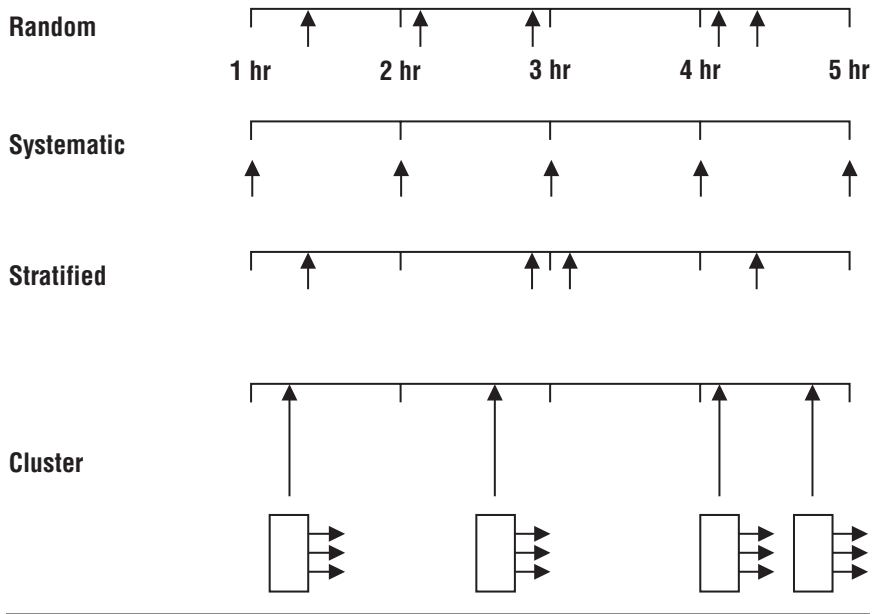 Random
1 hr 2 hr 3 hr 4 hr 5 hr
Systematic
Stratified
Cluster